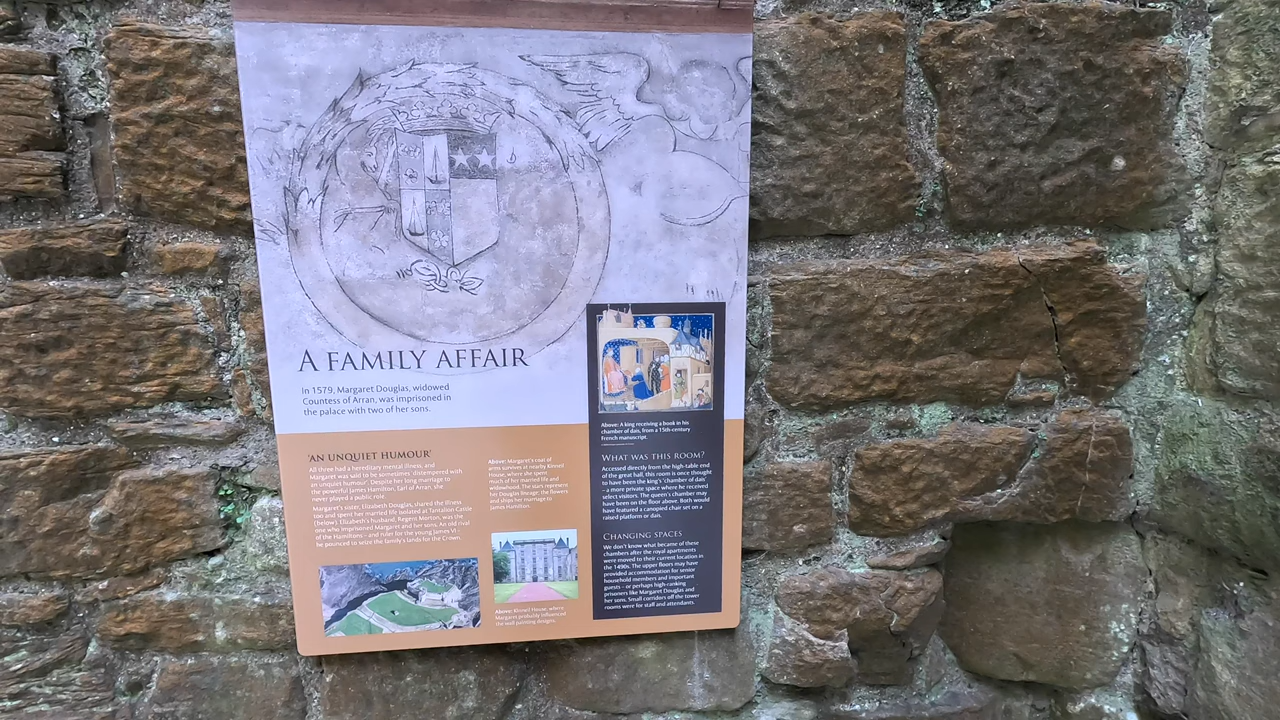 A FAMILY AFFAIR
in 1579, Margaret Douglas, widowed
Countess of Arran, was imprisoned in
the palace with two of her sons.
'AN UNQUIET HUMOUR'
All three had a hereditary mental illness, and
Margaret was said to be sometimes 'distempered with
an unquiet humour'. Despite her long marriage to
the powerful James Hamilton, Earl of Arran, she
never played a public role.
Margaret's sister, Elizabeth Douglas, shared the illness
too and spent her married life isolated at Tantallon Castle
(below). Elizabeth's husband, Regent Morton, was the
one who imprisoned Margaret and her sons. An old rival
of the Hamiltons – and ruler for the young James VI –
he pounced to seize the family's lands for the Crown.
Above: Margaret's coat of
arms survives at nearby Kinneil
House, where she spent
much of her married life and
widowhood. The stars represent
her Douglas lineage; the flowers
and ships her marriage to
James Hamilton.
Above: Kinneil House, where
Margaret probably influenced
the wall painting designs.
Above: A king receiving a book in his
chamber of dais, from a 15th-century
French manuscript.
WHAT WAS THIS ROOM?
Accessed directly from the high-table end
of the great hall, this room is once thought
to have been the king's 'chamber of dais'
– a more private space where he received
select visitors. The queen's chamber may
have been on the floor above. Both would
have featured a canopied chair set on a
raised platform or dais.
CHANGING SPACES
We don't know what became of these
chambers after the royal apartments
were moved to their current location in
the 1490s. The upper floors may have
provided accommodation for senior
household members and important
guests – or perhaps high-ranking
prisoners like Margaret Douglas and
her sons. Small corridors off the tower
rooms were for staff and attendants.